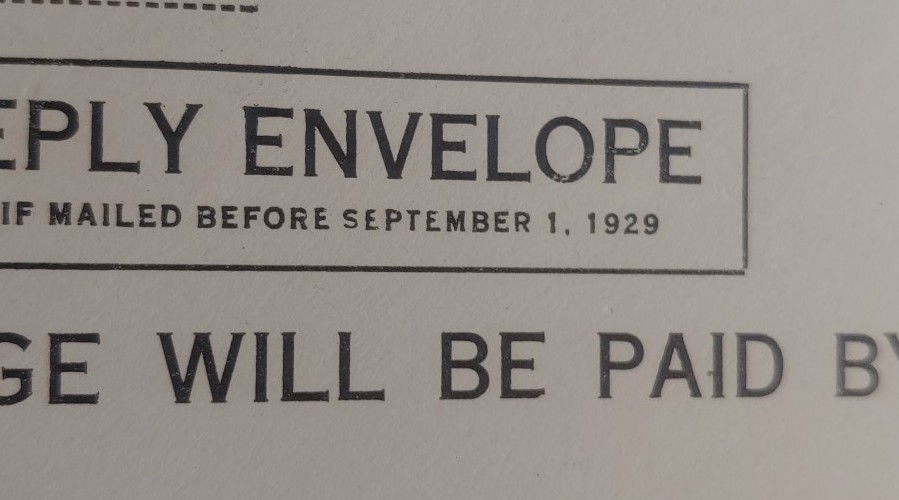 EPLY ENVELOPE
IF MAILED BEFORE SEPTEMBER 1, 1929
GE WILL BE PAID BY